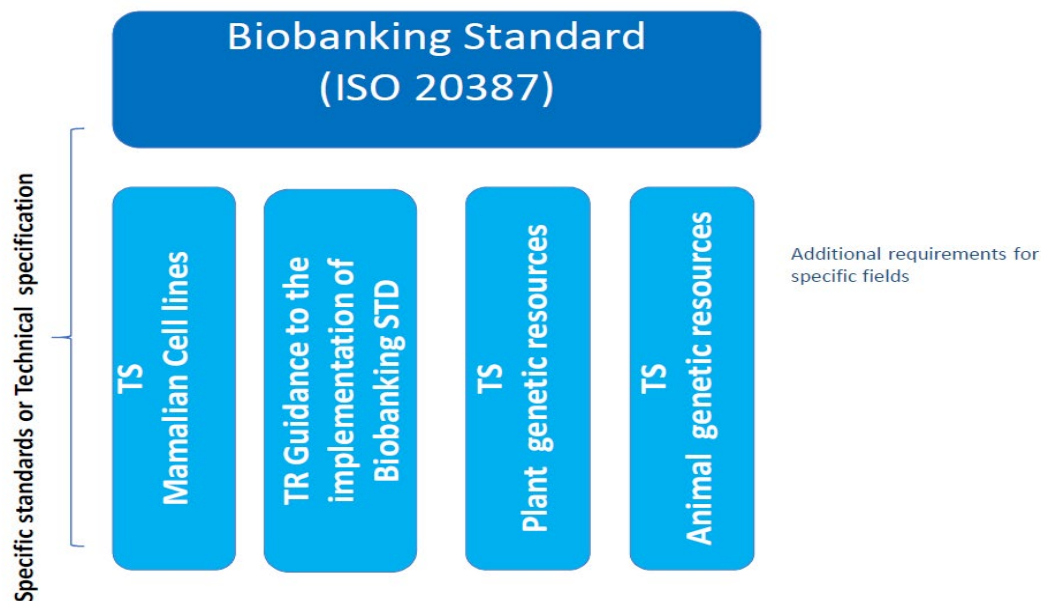 Biobanking Standard
(ISO 20387)
Specific standards or Technical specification
TS
Mamalian Cell lines
TR Guidance to the
implementation of
Biobanking STD
TS
Plant genetic resources
TS
Animal genetic resources
Additional requirements for
specific fields